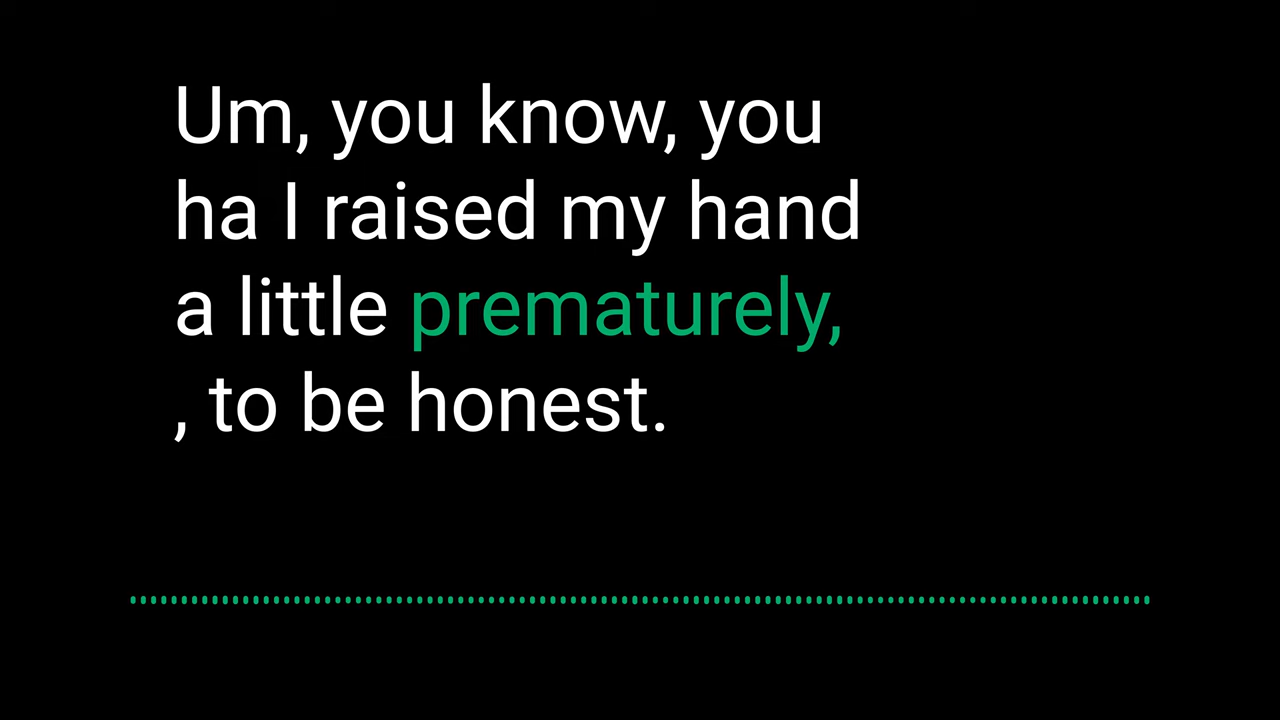 Um, you know, you
ha I raised my hand
a little prematurely,
, to be honest.